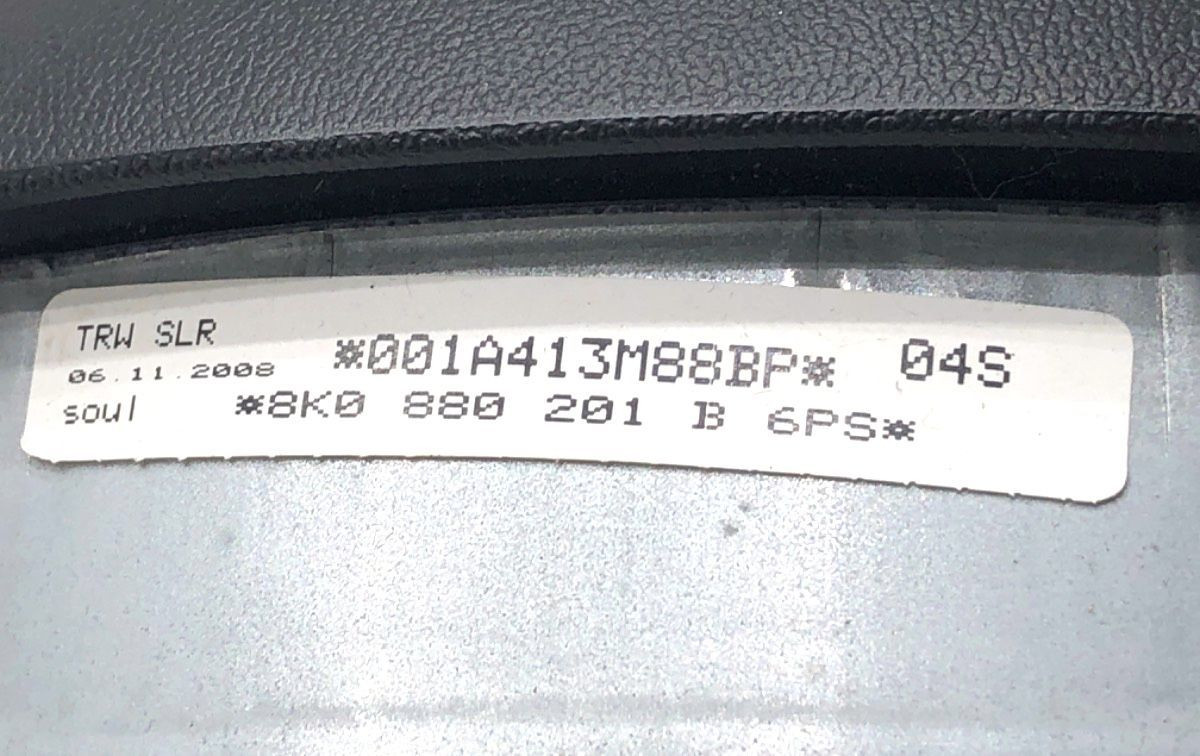 TRW SLR
*001A413M88BP* 04S
06.11.2008
*8K0 880 201 B 6PS*
soul